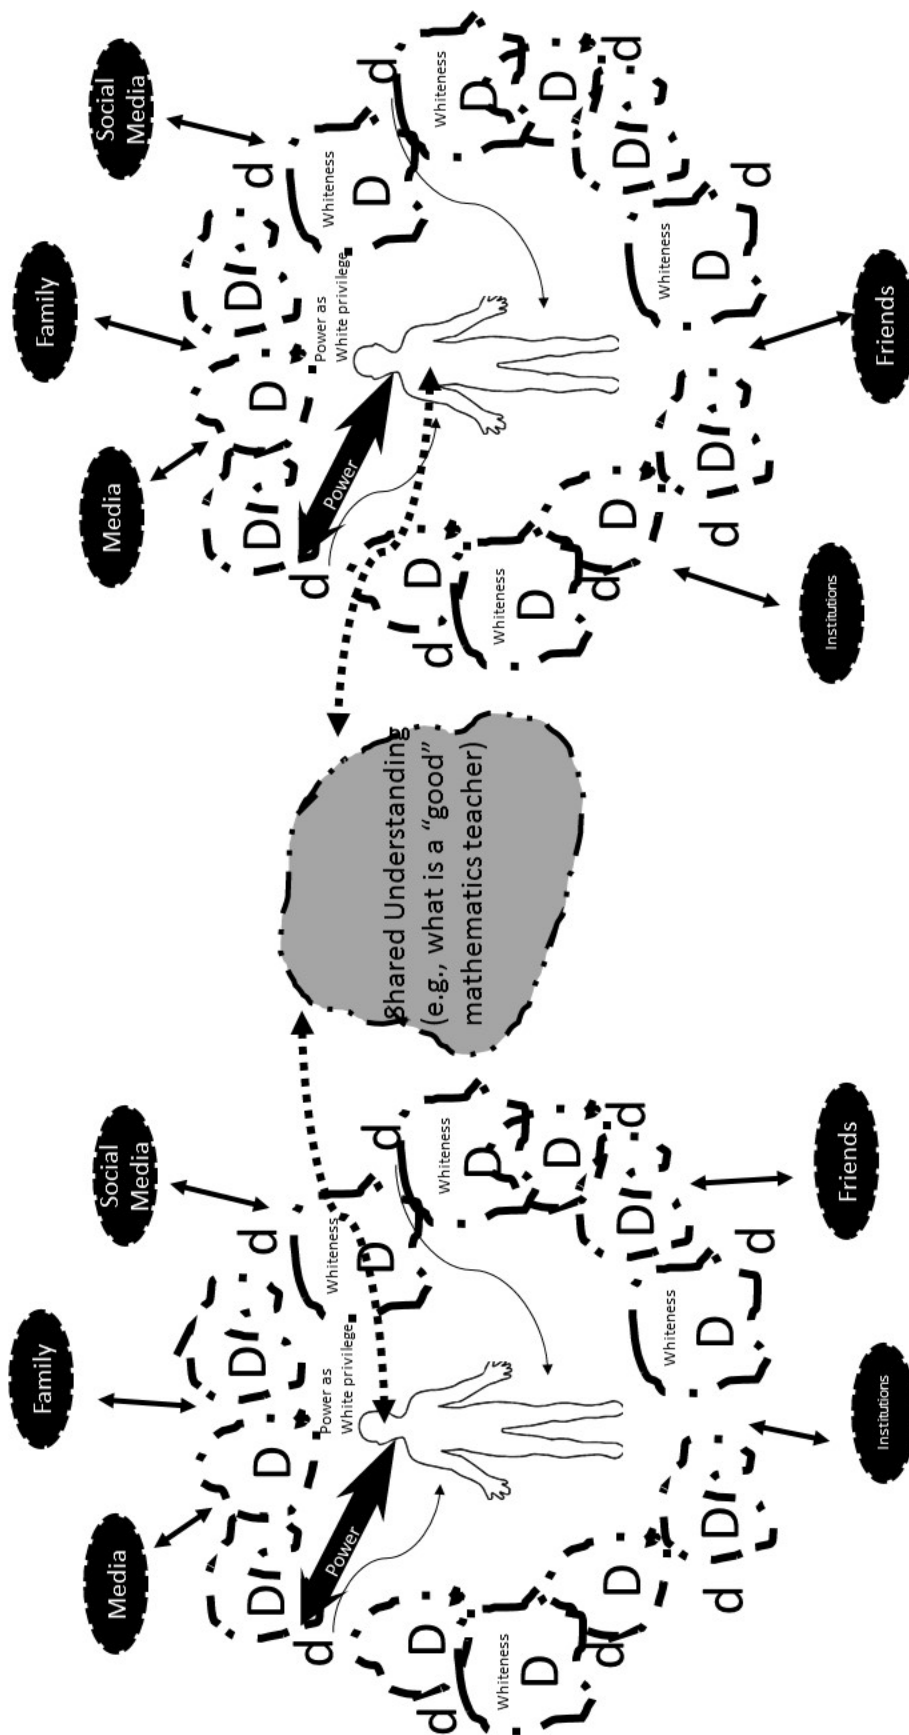 Family
Media
Social
Media
D
D
D
d
d
Power
Power as
White privilege
Whiteness
D
d
Whiteness
D
D
d
D
D
d
Whiteness
D
d
D
D
d
Whiteness
D
d
Friends
Institutions
Shared Understanding
(e.g., what is a “good”
mathematics teacher)
Family
Media
Social
Media
D
D
D
d
d
Power
Power as
White privilege
Whiteness
D
d
Whiteness
D
D
d
D
D
d
Whiteness
D
d
D
D
d
Whiteness
D
d
Institutions
Friends